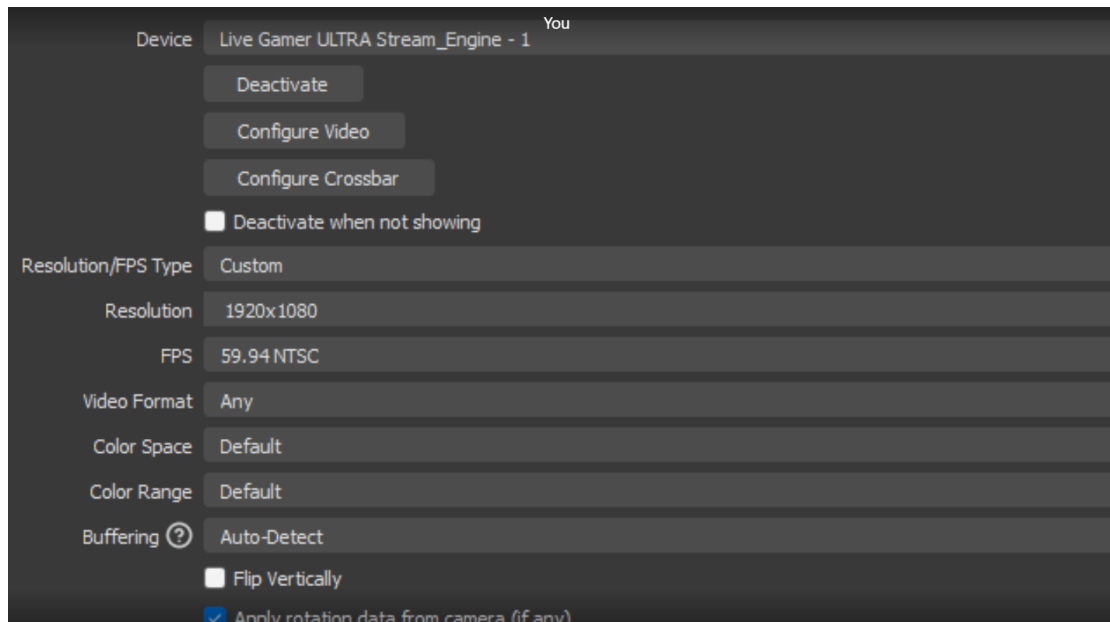 You
Device Live Gamer ULTRA Stream_Engine - 1
Deactivate
Configure Video
Configure Crossbar
Deactivate when not showing
Resolution/FPS Type Custom
Resolution 1920x1080
FPS 59.94 NTSC
Video Format Any
Color Space Default
Color Range Default
Buffering ? Auto-Detect
Flip Vertically
Apply rotation data from camera (if any)